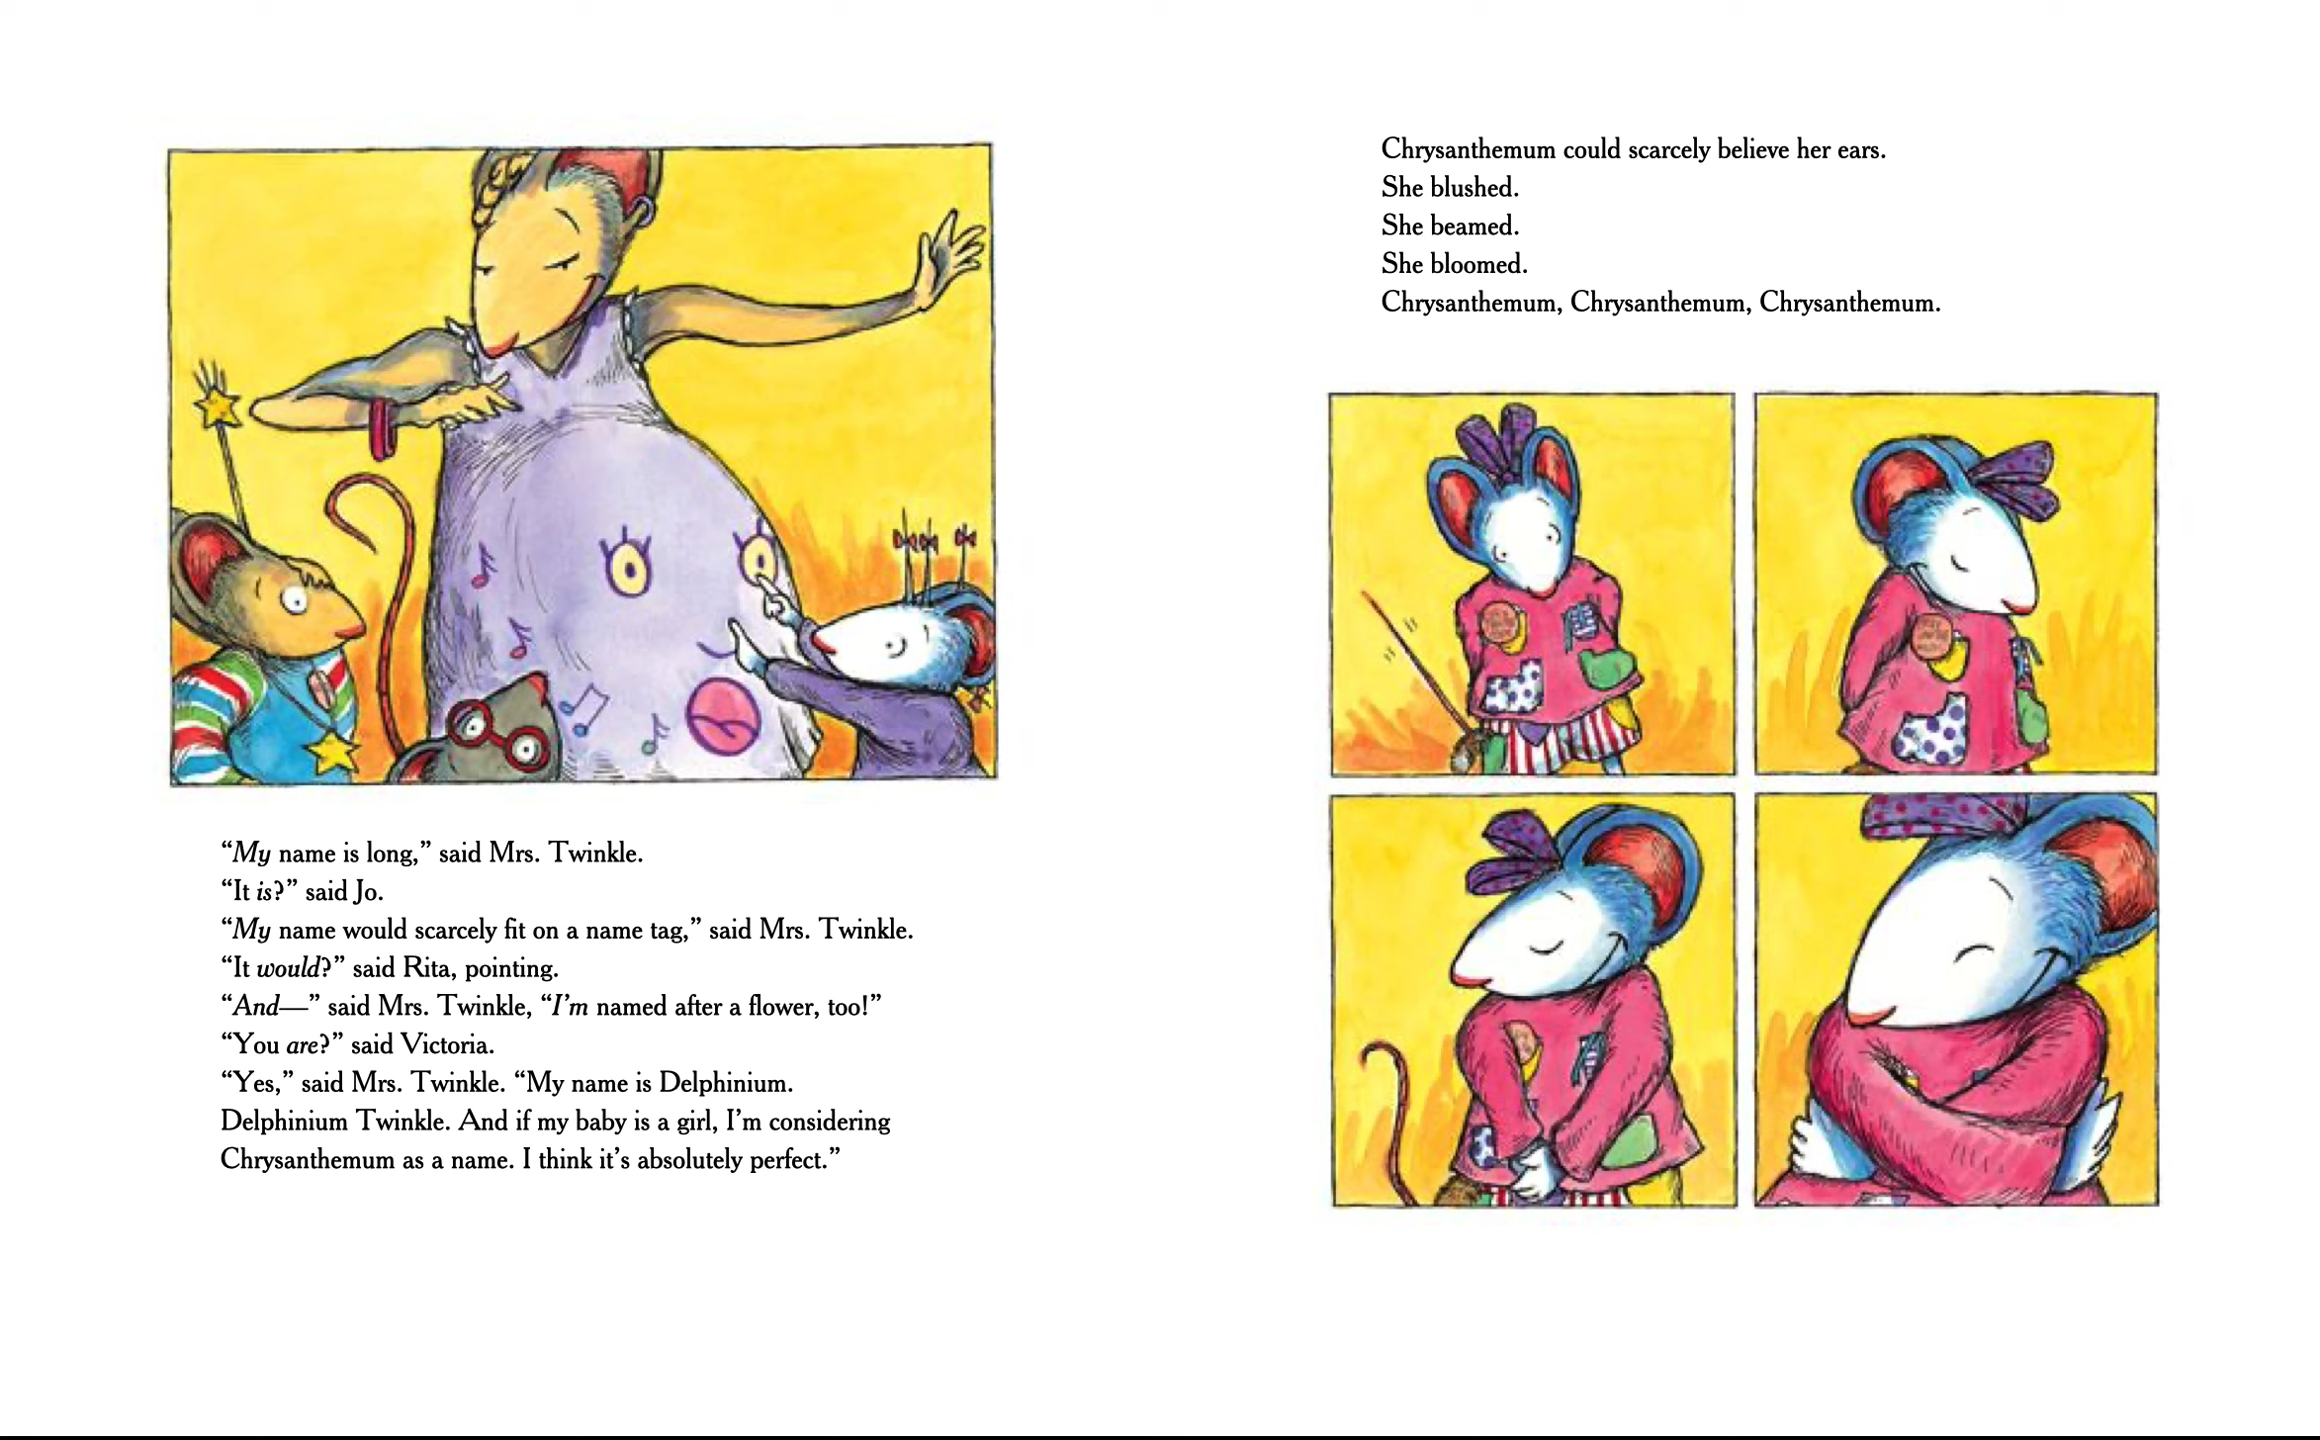 “My name is long,” said Mrs. Twinkle.
“It is?” said Jo.
“My name would scarcely fit on a name tag,” said Mrs. Twinkle.
“It would?” said Rita, pointing.
“And—” said Mrs. Twinkle, “I’m named after a flower, too!”
“You are?” said Victoria.
“Yes,” said Mrs. Twinkle. “My name is Delphinium.
Delphinium Twinkle. And if my baby is a girl, I’m considering
Chrysanthemum as a name. I think it’s absolutely perfect.”
Chrysanthemum could scarcely believe her ears.
She blushed.
She beamed.
She bloomed.
Chrysanthemum, Chrysanthemum, Chrysanthemum.